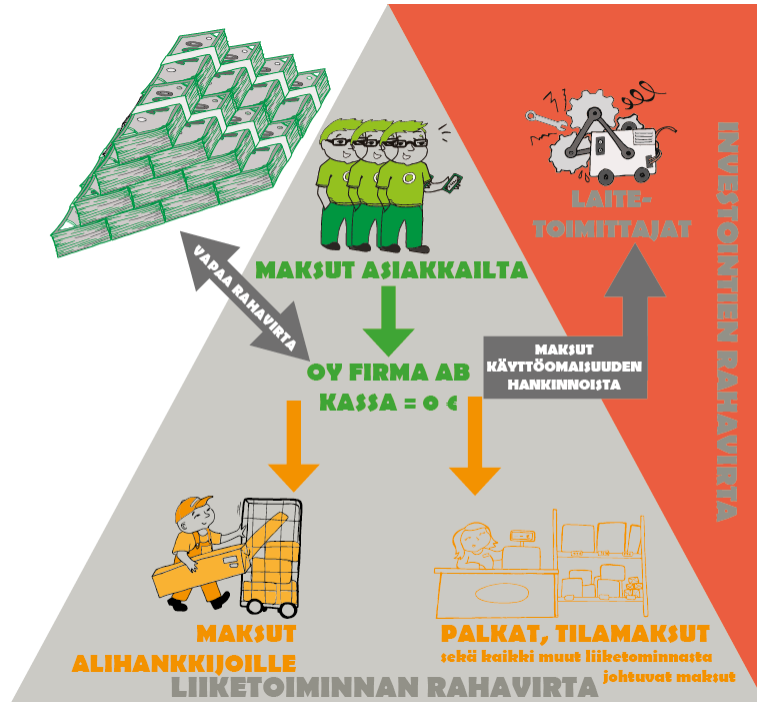 LAITE-
TOIMITTAJAT
INVESTOINTIEN RAHAVIRTA
MAKSUT ASIAKKAILTA
VAPAA RAHAVIRTA
OY FIRMA AB
KASSA = 0 €
MAKSUT
KÄYTTÖOMAISUUDEN
HANKINNOISTA
MAKSUT
ALIHANKKIJOILLE
PALKAT, TILAMAKSUT
sekä kaikki muut liiketominnasta
johtuvat maksut
LIIKETOIMINNAN RAHAVIRTA